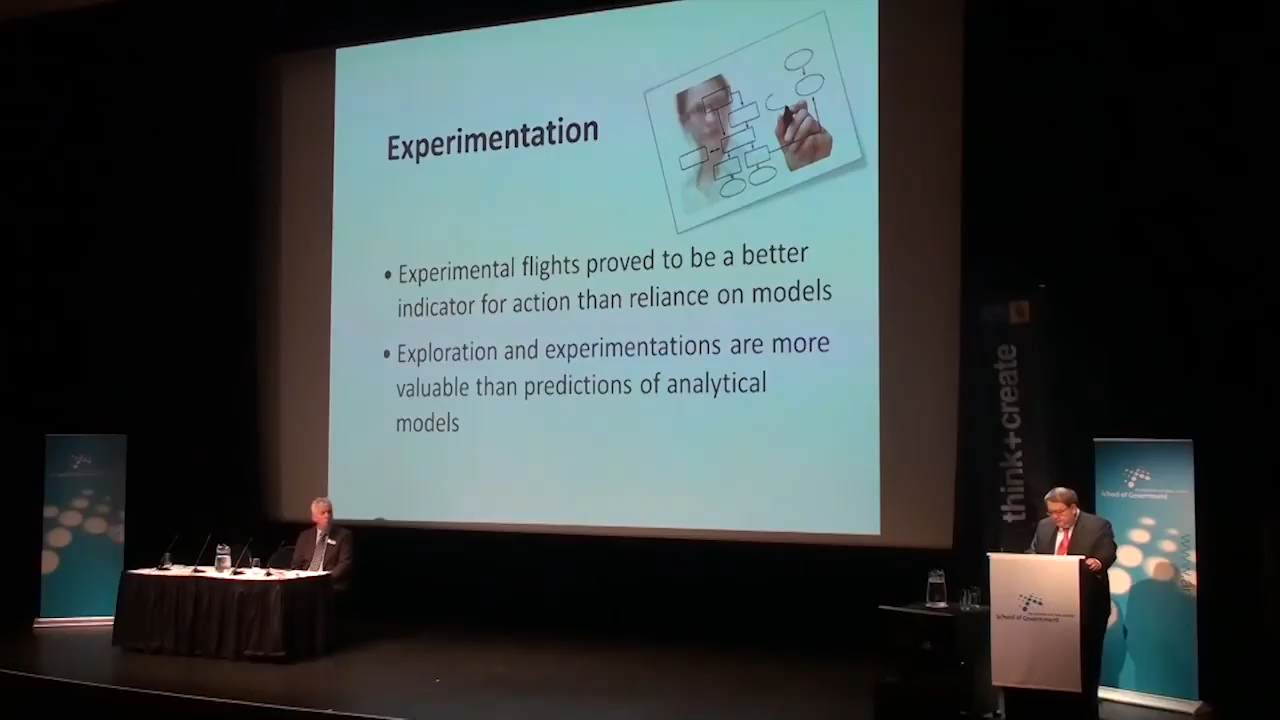 Experimentation
• Experimental flights proved to be a better
indicator for action than reliance on models
• Exploration and experimentations are more
valuable than predictions of analytical
models
think+create
School of Government
School of Government